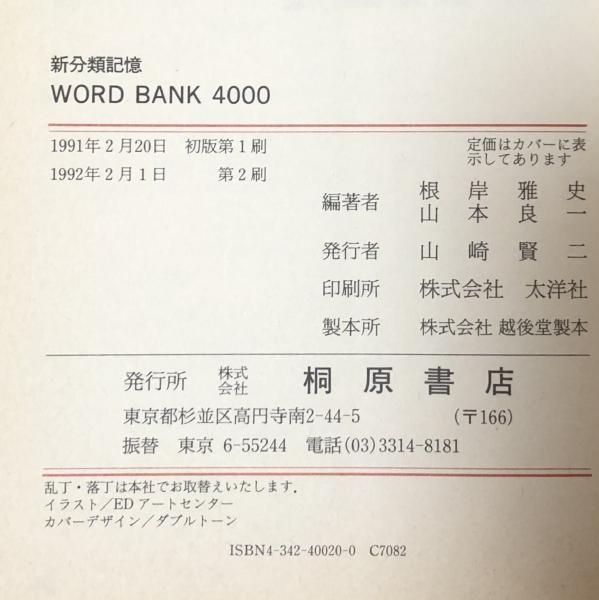 新分類記憶
WORD BANK 4000
1991年2月20日　初版第1刷
1992年2月1日　第2刷
定価はカバーに表
示してあります
編著者　根岸雅史
山本良一
発行者　山崎賢二
印刷所　株式会社　太洋社
製本所　株式会社 越後堂製本
発行所　株式会社　桐原書店
東京都杉並区高円寺南2-44-5　(〒166)
振替　東京 6-55244　電話(03)3314-8181
乱丁・落丁は本社でお取替えいたします.
イラスト／EDアートセンター
カバーデザイン／ダブルトーン
ISBN4-342-40020-0　C7082